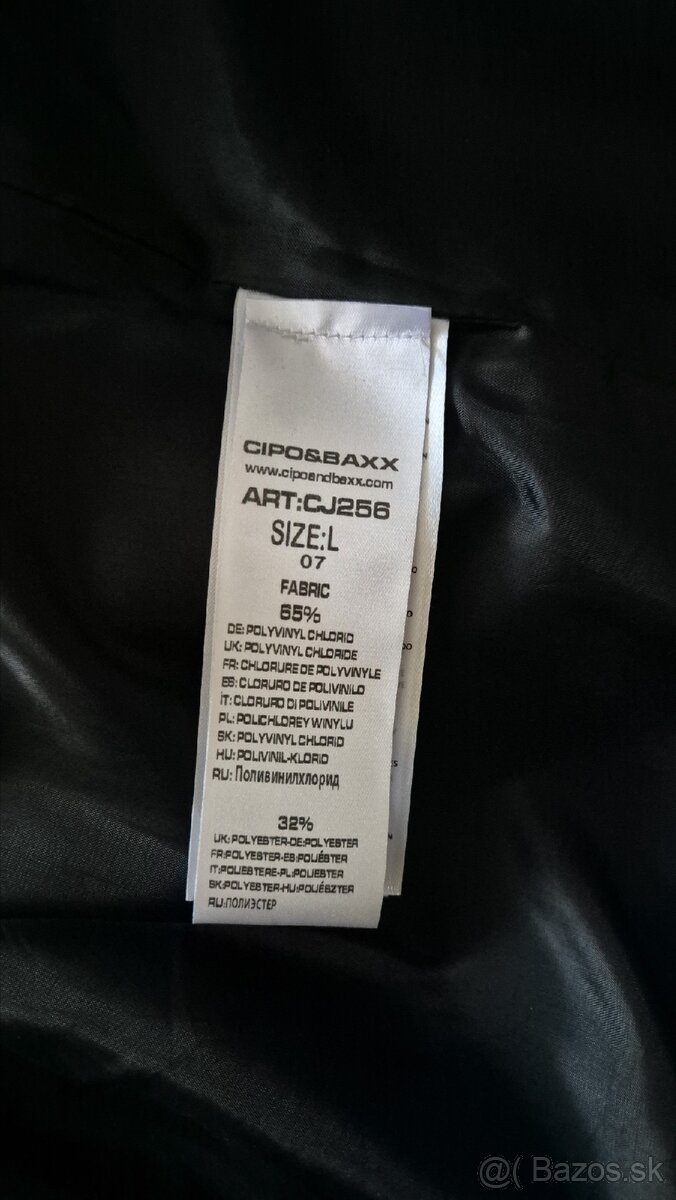 CIPO&BAXX
www.cipoandbaxx.com
ART:CJ256
SIZE:L
07
FABRIC
65%
DE: POLYVINYL CHLORID
UK: POLYVINYL CHLORIDE
FR: CHLORURE DE POLYVINYLE
ES: CLORURO DE POLIVINILO
IT: CLORURO DI POLIVINILE
PL: POLICHLOREY WINYLU
SK: POLYVINYL CHLORID
HU: POLIVINIL-KLORID
RU: Поливинилхлорид
32%
UK:POLYESTER-DE:POLYESTER
FR:POLYESTER-ES:POLIÉSTER
IT:POLIESTERE-PL:POLIESTER
SK:POLYESTER-HU:POLIÉSZTER
RU:ПОЛИЭСТЕР
@( Bazos.sk